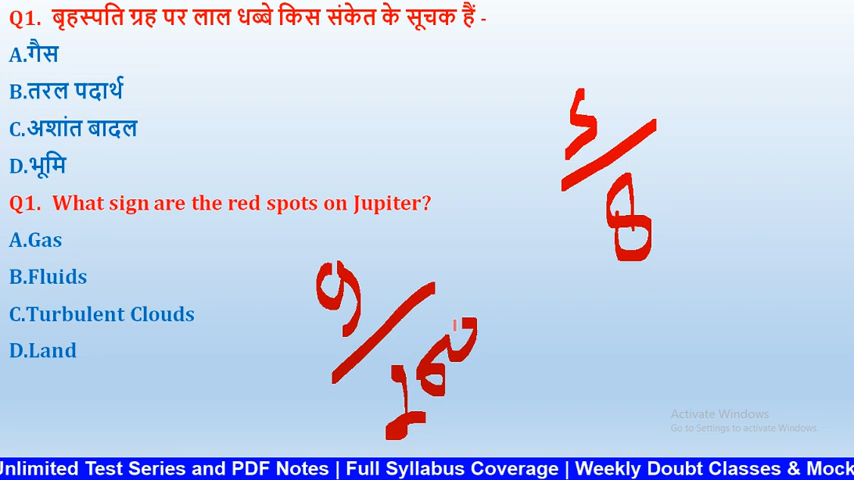 Q1. बृहस्पति ग्रह पर लाल धब्बे किस संकेत के सूचक हैं -
A.गैस
B.तरल पदार्थ
C.अशांत बादल
D.भूमि
Q1. What sign are the red spots on Jupiter?
A.Gas
B.Fluids
C.Turbulent Clouds
D.Land
5/8
Activate Windows
Go to Settings to activate Windows.
Unlimited Test Series and PDF Notes | Full Syllabus Coverage | Weekly Doubt Classes & Mock